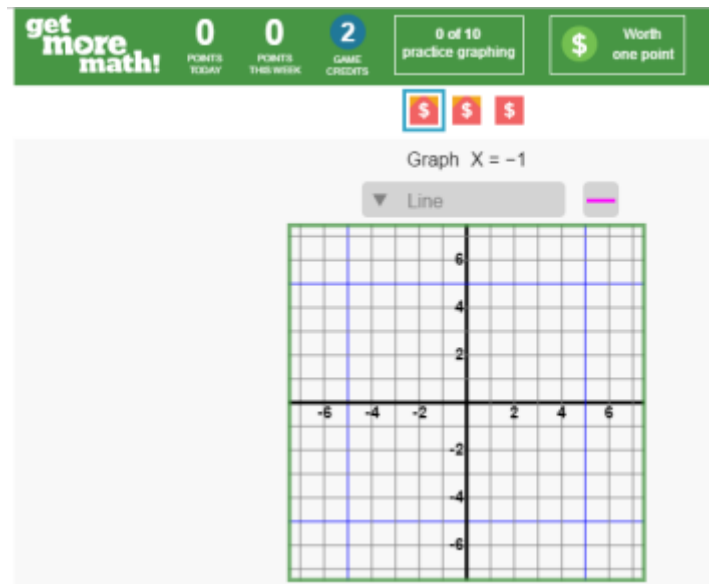 get
more
math!
0
POINTS
TODAY
0
POINTS
THIS WEEK
2
GAME
CREDITS
0 of 10
practice graphing
$
Worth
one point
$ $ $
Graph X = −1
▼ Line
6
4
2
-6 -4 -2 2 4 6
-2
-4
-6